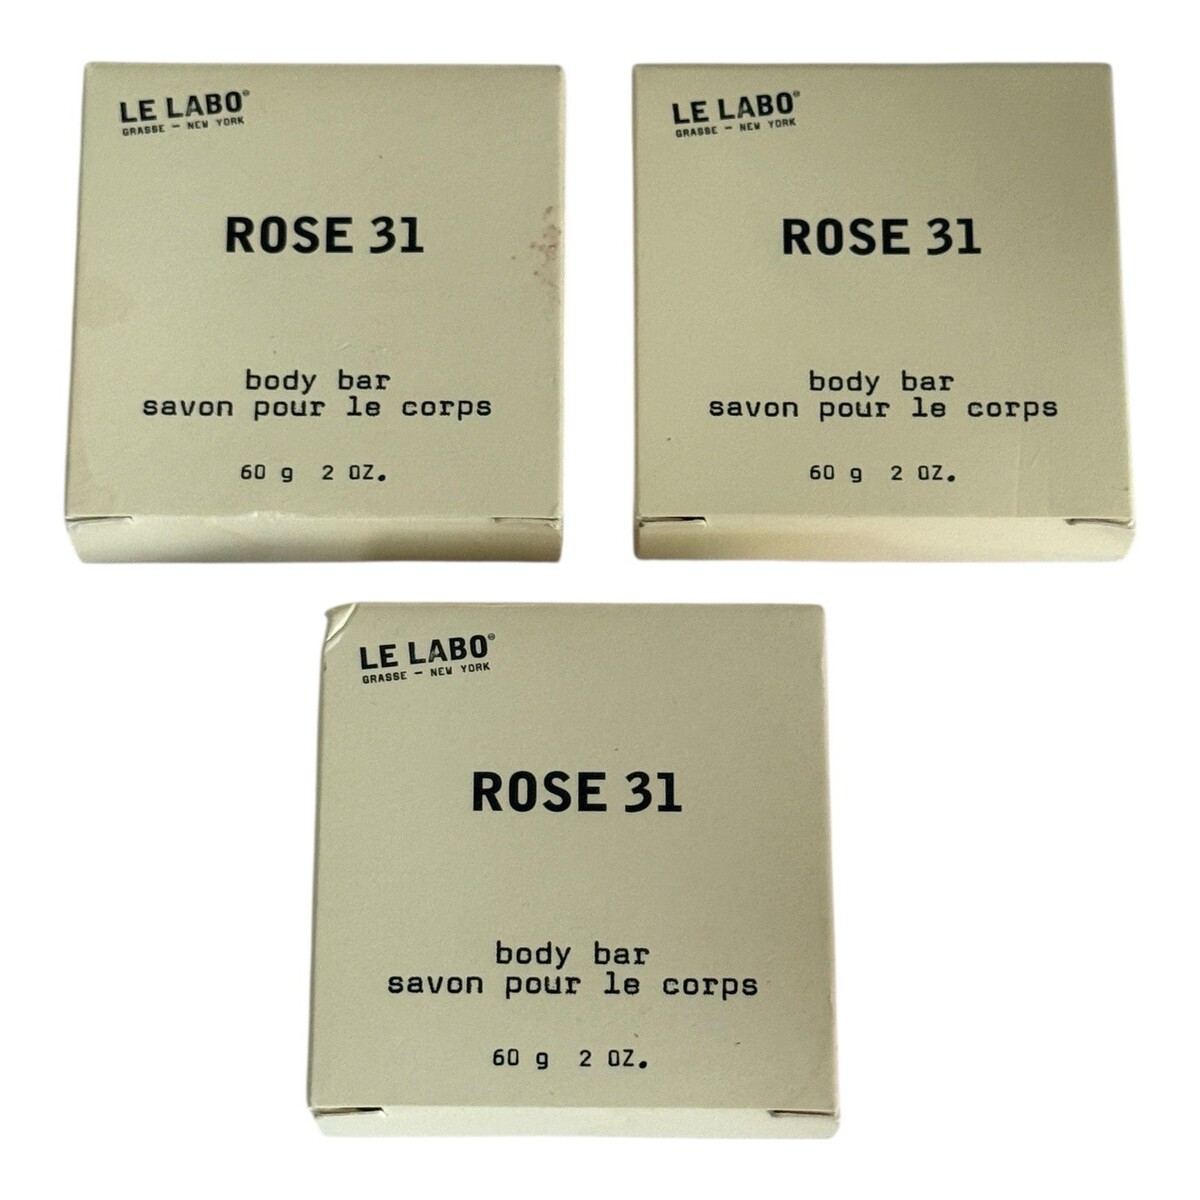 LE LABO®
GRASSE — NEW YORK
ROSE 31
body bar
savon pour le corps
60 g 2 OZ.
LE LABO®
GRASSE — NEW YORK
ROSE 31
body bar
savon pour le corps
60 g 2 OZ.
LE LABO®
GRASSE — NEW YORK
ROSE 31
body bar
savon pour le corps
60 g 2 OZ.